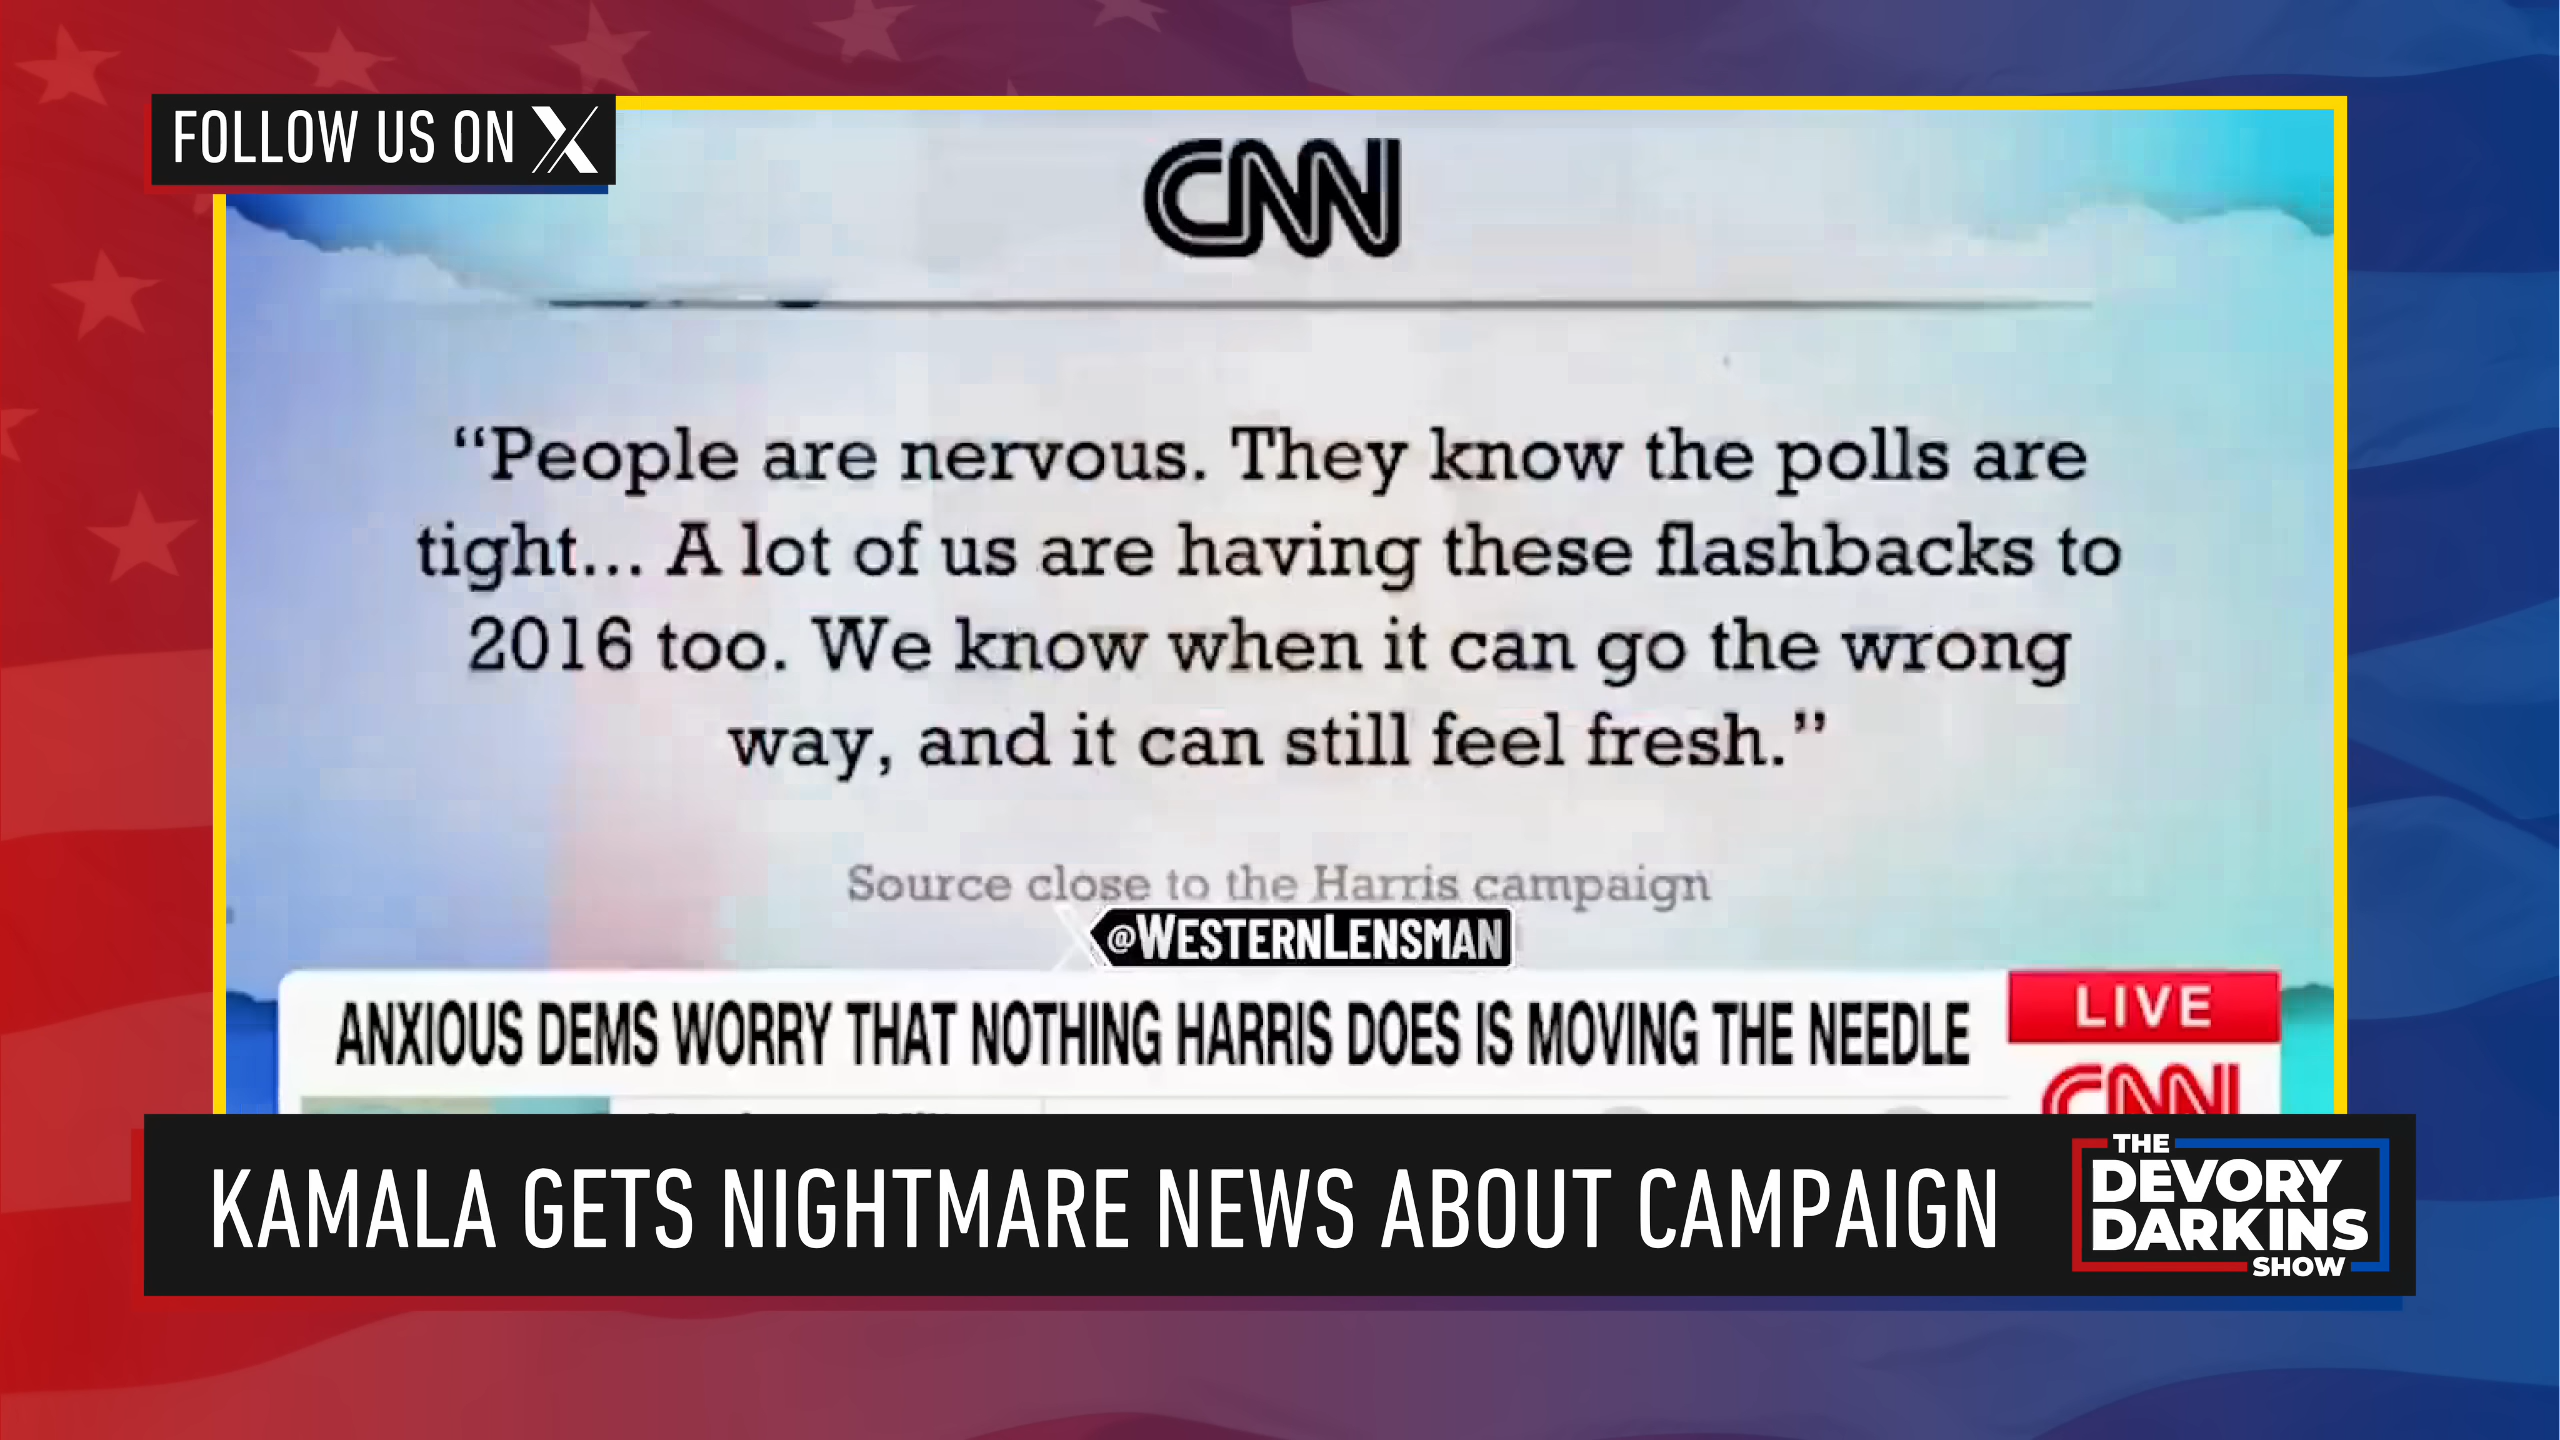 FOLLOW US ON X
CNN
“People are nervous. They know the polls are
tight... A lot of us are having these flashbacks to
2016 too. We know when it can go the wrong
way, and it can still feel fresh.”
Source close to the Harris campaign
@WESTERNLENSMAN
ANXIOUS DEMS WORRY THAT NOTHING HARRIS DOES IS MOVING THE NEEDLE
LIVE
CNN
KAMALA GETS NIGHTMARE NEWS ABOUT CAMPAIGN
THE
DEVORY
DARKINS
SHOW